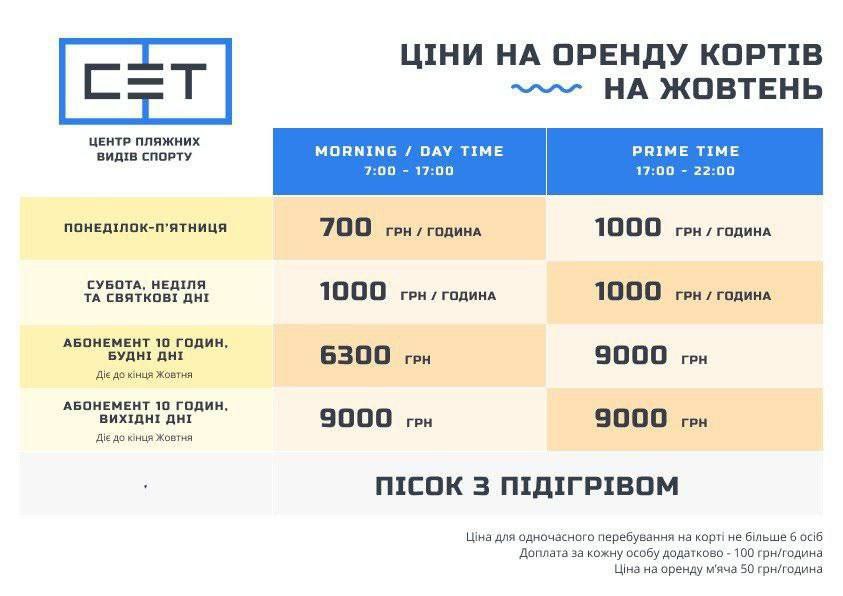 СЕТ
ЦЕНТР ПЛЯЖНИХ
ВИДІВ СПОРТУ
ЦІНИ НА ОРЕНДУ КОРТІВ
НА ЖОВТЕНЬ
MORNING / DAY TIME
7:00 - 17:00
PRIME TIME
17:00 - 22:00
ПОНЕДІЛОК-П'ЯТНИЦЯ
700 ГРН / ГОДИНА
1000 ГРН / ГОДИНА
СУБОТА, НЕДІЛЯ
ТА СВЯТКОВІ ДНІ
1000 ГРН / ГОДИНА
1000 ГРН / ГОДИНА
АБОНЕМЕНТ 10 ГОДИН,
БУДНІ ДНІ
Діє до кінця Жовтня
6300 ГРН
9000 ГРН
АБОНЕМЕНТ 10 ГОДИН,
ВИХІДНІ ДНІ
Діє до кінця Жовтня
9000 ГРН
9000 ГРН
ПІСОК З ПІДІГРІВОМ
Ціна для одночасного перебування на корті не більше 6 осіб
Доплата за кожну особу додатково - 100 грн/година
Ціна на оренду м'яча 50 грн/година